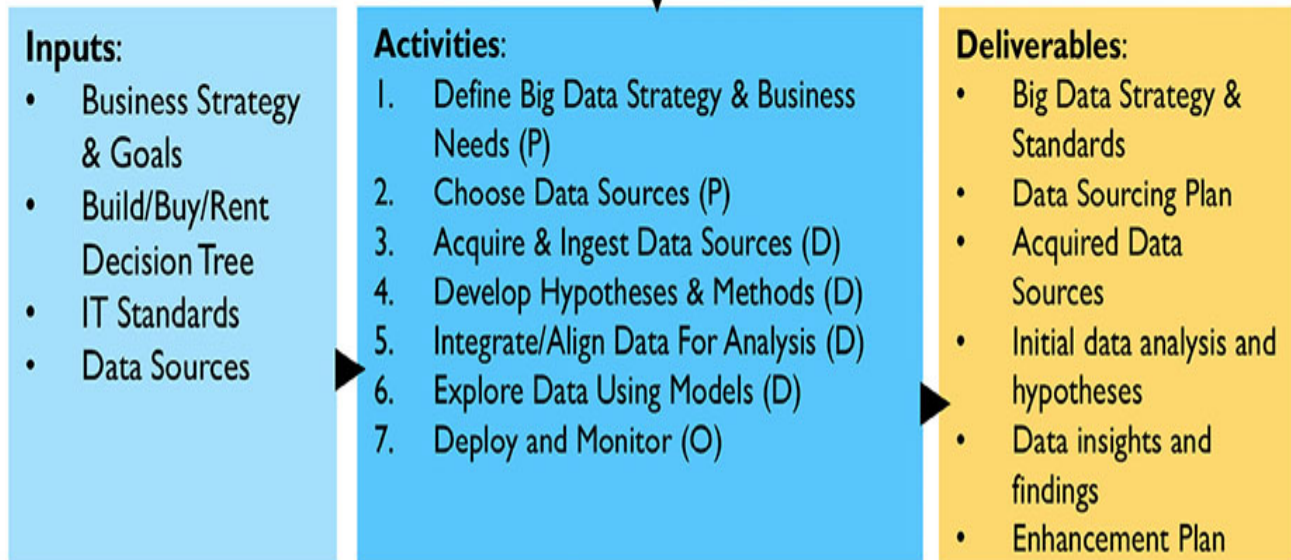 Inputs:
• Business Strategy
& Goals
• Build/Buy/Rent
Decision Tree
• IT Standards
• Data Sources
Activities:
1. Define Big Data Strategy & Business
Needs (P)
2. Choose Data Sources (P)
3. Acquire & Ingest Data Sources (D)
4. Develop Hypotheses & Methods (D)
5. Integrate/Align Data For Analysis (D)
6. Explore Data Using Models (D)
7. Deploy and Monitor (O)
Deliverables:
• Big Data Strategy &
Standards
• Data Sourcing Plan
• Acquired Data
Sources
• Initial data analysis and
hypotheses
• Data insights and
findings
• Enhancement Plan